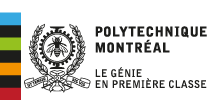 POLYTECHNIQUE
MONTRÉAL
LE GÉNIE
EN PREMIÈRE CLASSE